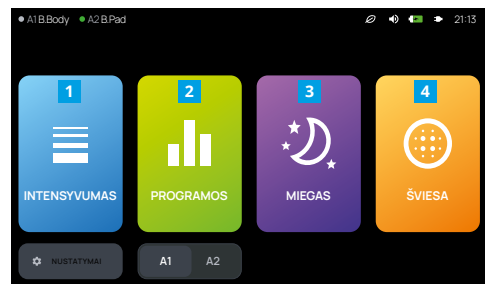 A1 B.Body A2 B.Pad 21:13
1 2 3 4
INTENSYVUMAS PROGRAMOS MIEGAS ŠVIESA
NUSTATYMAI A1 A2